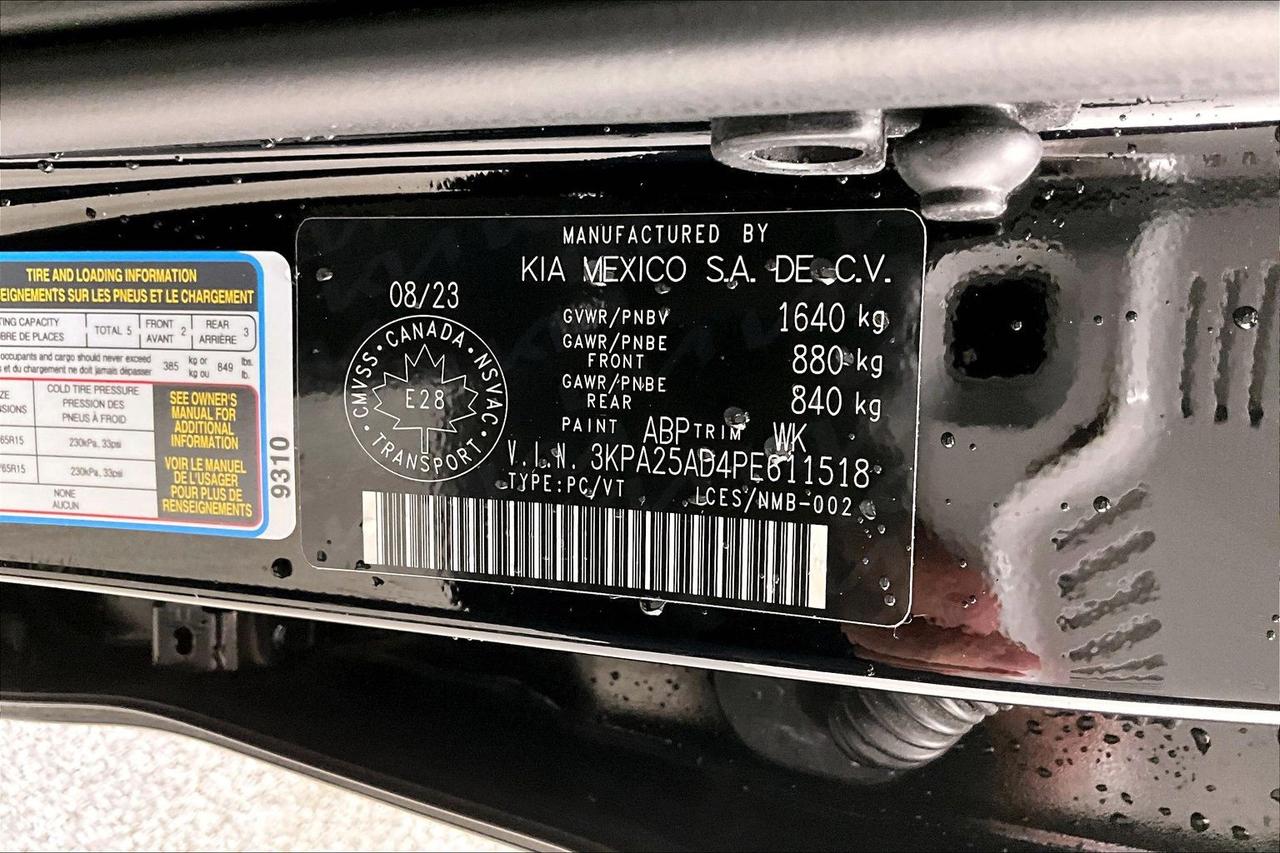 TIRE AND LOADING INFORMATION
EIGNEMENTS SUR LES PNEUS ET LE CHARGEMENT
TING CAPACITY
BRE DE PLACES
TOTAL 5
FRONT
AVANT 2
REAR
ARRIÈRE 3
occupants and cargo should never exceed
s et du chargement ne doit jamais dépasser
385 kg or
kg ou 849 lbs.
lb.
ZE
NSIONS
COLD TIRE PRESSURE
PRESSION DES
PNEUS À FROID
65R15
230kPa, 33psi
65R15
230kPa, 33psi
NONE
AUCUN
SEE OWNER'S
MANUAL FOR
ADDITIONAL
INFORMATION
VOIR LE MANUEL
DE L'USAGER
POUR PLUS DE
RENSEIGNEMENTS
9310
MANUFACTURED BY
KIA MEXICO S.A. DE C.V.
08/23
CMVSS • CANADA • NSVAC • TRANSPORT •
E28
GVWR/PNBV 1640 kg
GAWR/PNBE
FRONT 880 kg
GAWR/PNBE
REAR 840 kg
PAINT ABP TRIM WK
V.I.N. 3KPA25AD4PE611518
TYPE:PC/VT LCES/NMB-002